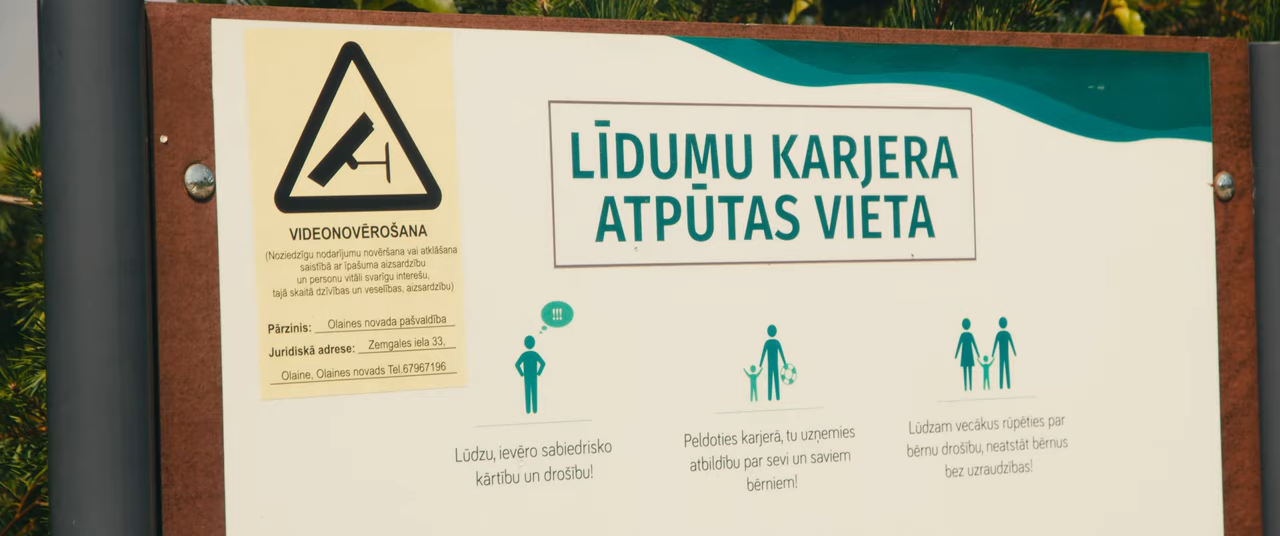 VIDEONOVĒROŠANA
(Noziedzīgu nodarījumu novēršana vai atklāšana
saistībā ar īpašuma aizsardzību
un personu vitāli svarīgu interešu,
tajā skaitā dzīvības un veselības, aizsardzību)
Pārzinis: Olaines novada pašvaldība
Juridiskā adrese: Zemgales iela 33,
Olaine, Olaines novads Tel.67967196
LĪDUMU KARJERA
ATPŪTAS VIETA
!!!
Lūdzu, ievēro sabiedrisko
kārtību un drošību!
Peldoties karjerā, tu uzņemies
atbildību par sevi un saviem
bērniem!
Lūdzam vecākus rūpēties par
bērnu drošību, neatstāt bērnus
bez uzraudzības!